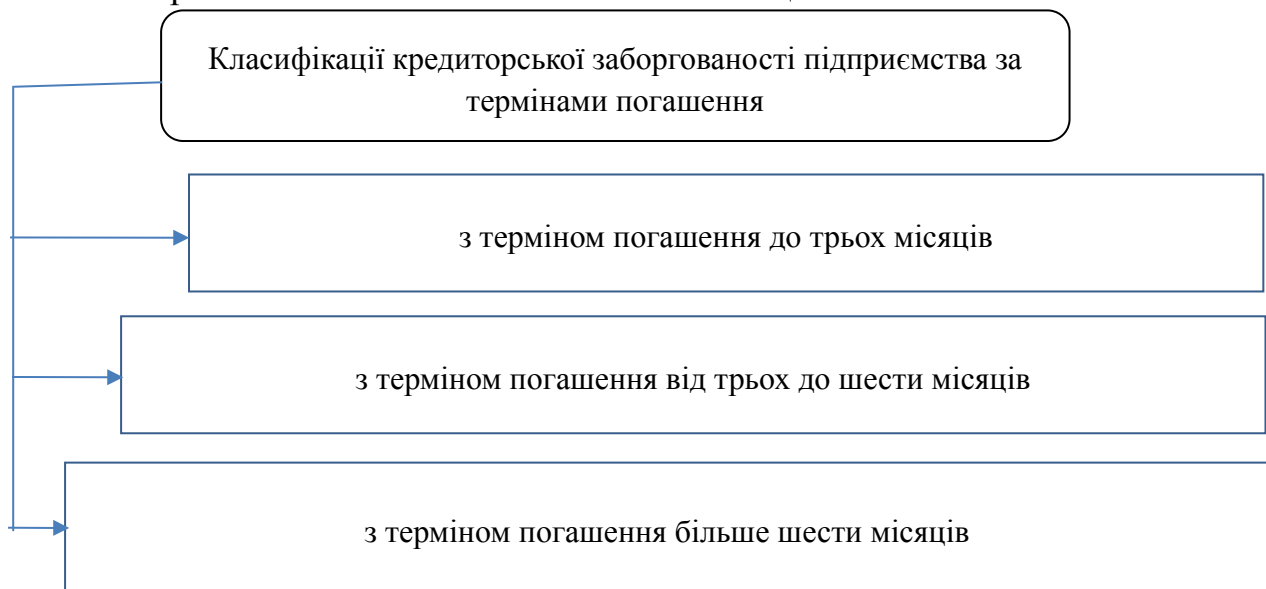 Класифікації кредиторської заборгованості підприємства за
термінами погашення
з терміном погашення до трьох місяців
з терміном погашення від трьох до шести місяців
з терміном погашення більше шести місяців